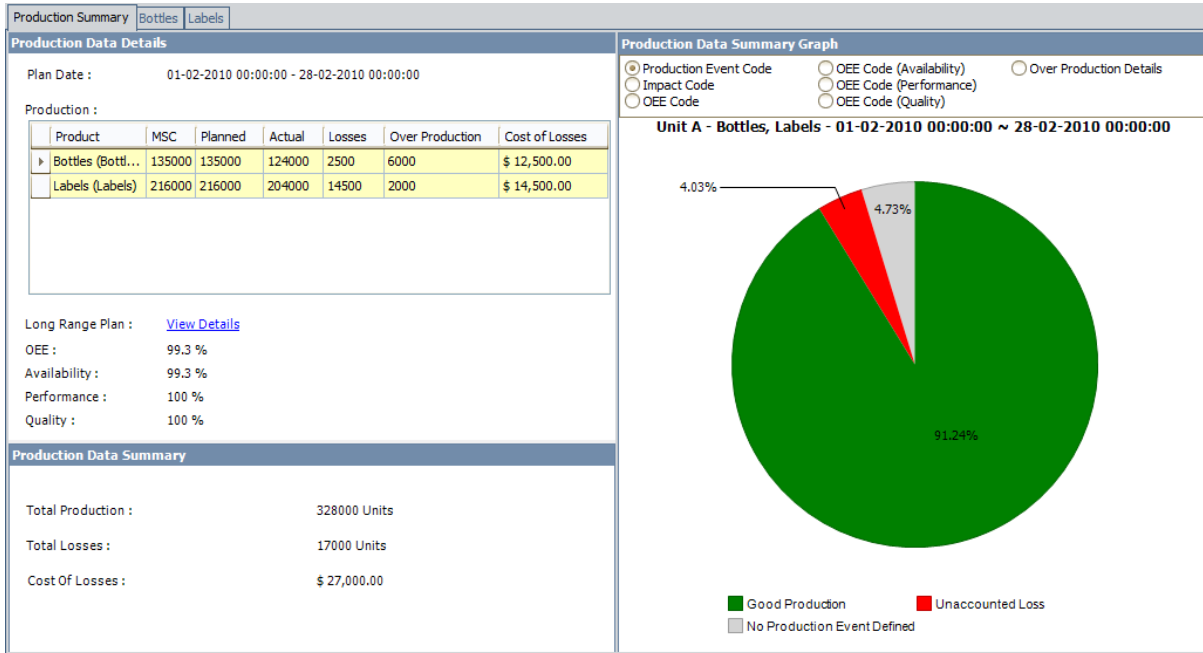 Production Summary Bottles Labels
Production Data Details
Plan Date : 01-02-2010 00:00:00 - 28-02-2010 00:00:00
Production :
Product MSC Planned Actual Losses Over Production Cost of Losses
Bottles (Bottl... 135000 135000 124000 2500 6000 $ 12,500.00
Labels (Labels) 216000 216000 204000 14500 2000 $ 14,500.00
Long Range Plan : View Details
OEE : 99.3 %
Availability : 99.3 %
Performance : 100 %
Quality : 100 %
Production Data Summary
Total Production : 328000 Units
Total Losses : 17000 Units
Cost Of Losses : $ 27,000.00
Production Data Summary Graph
Production Event Code OEE Code (Availability) Over Production Details
Impact Code OEE Code (Performance)
OEE Code OEE Code (Quality)
Unit A - Bottles, Labels - 01-02-2010 00:00:00 ~ 28-02-2010 00:00:00
4.03%
4.73%
91.24%
Good Production Unaccounted Loss
No Production Event Defined